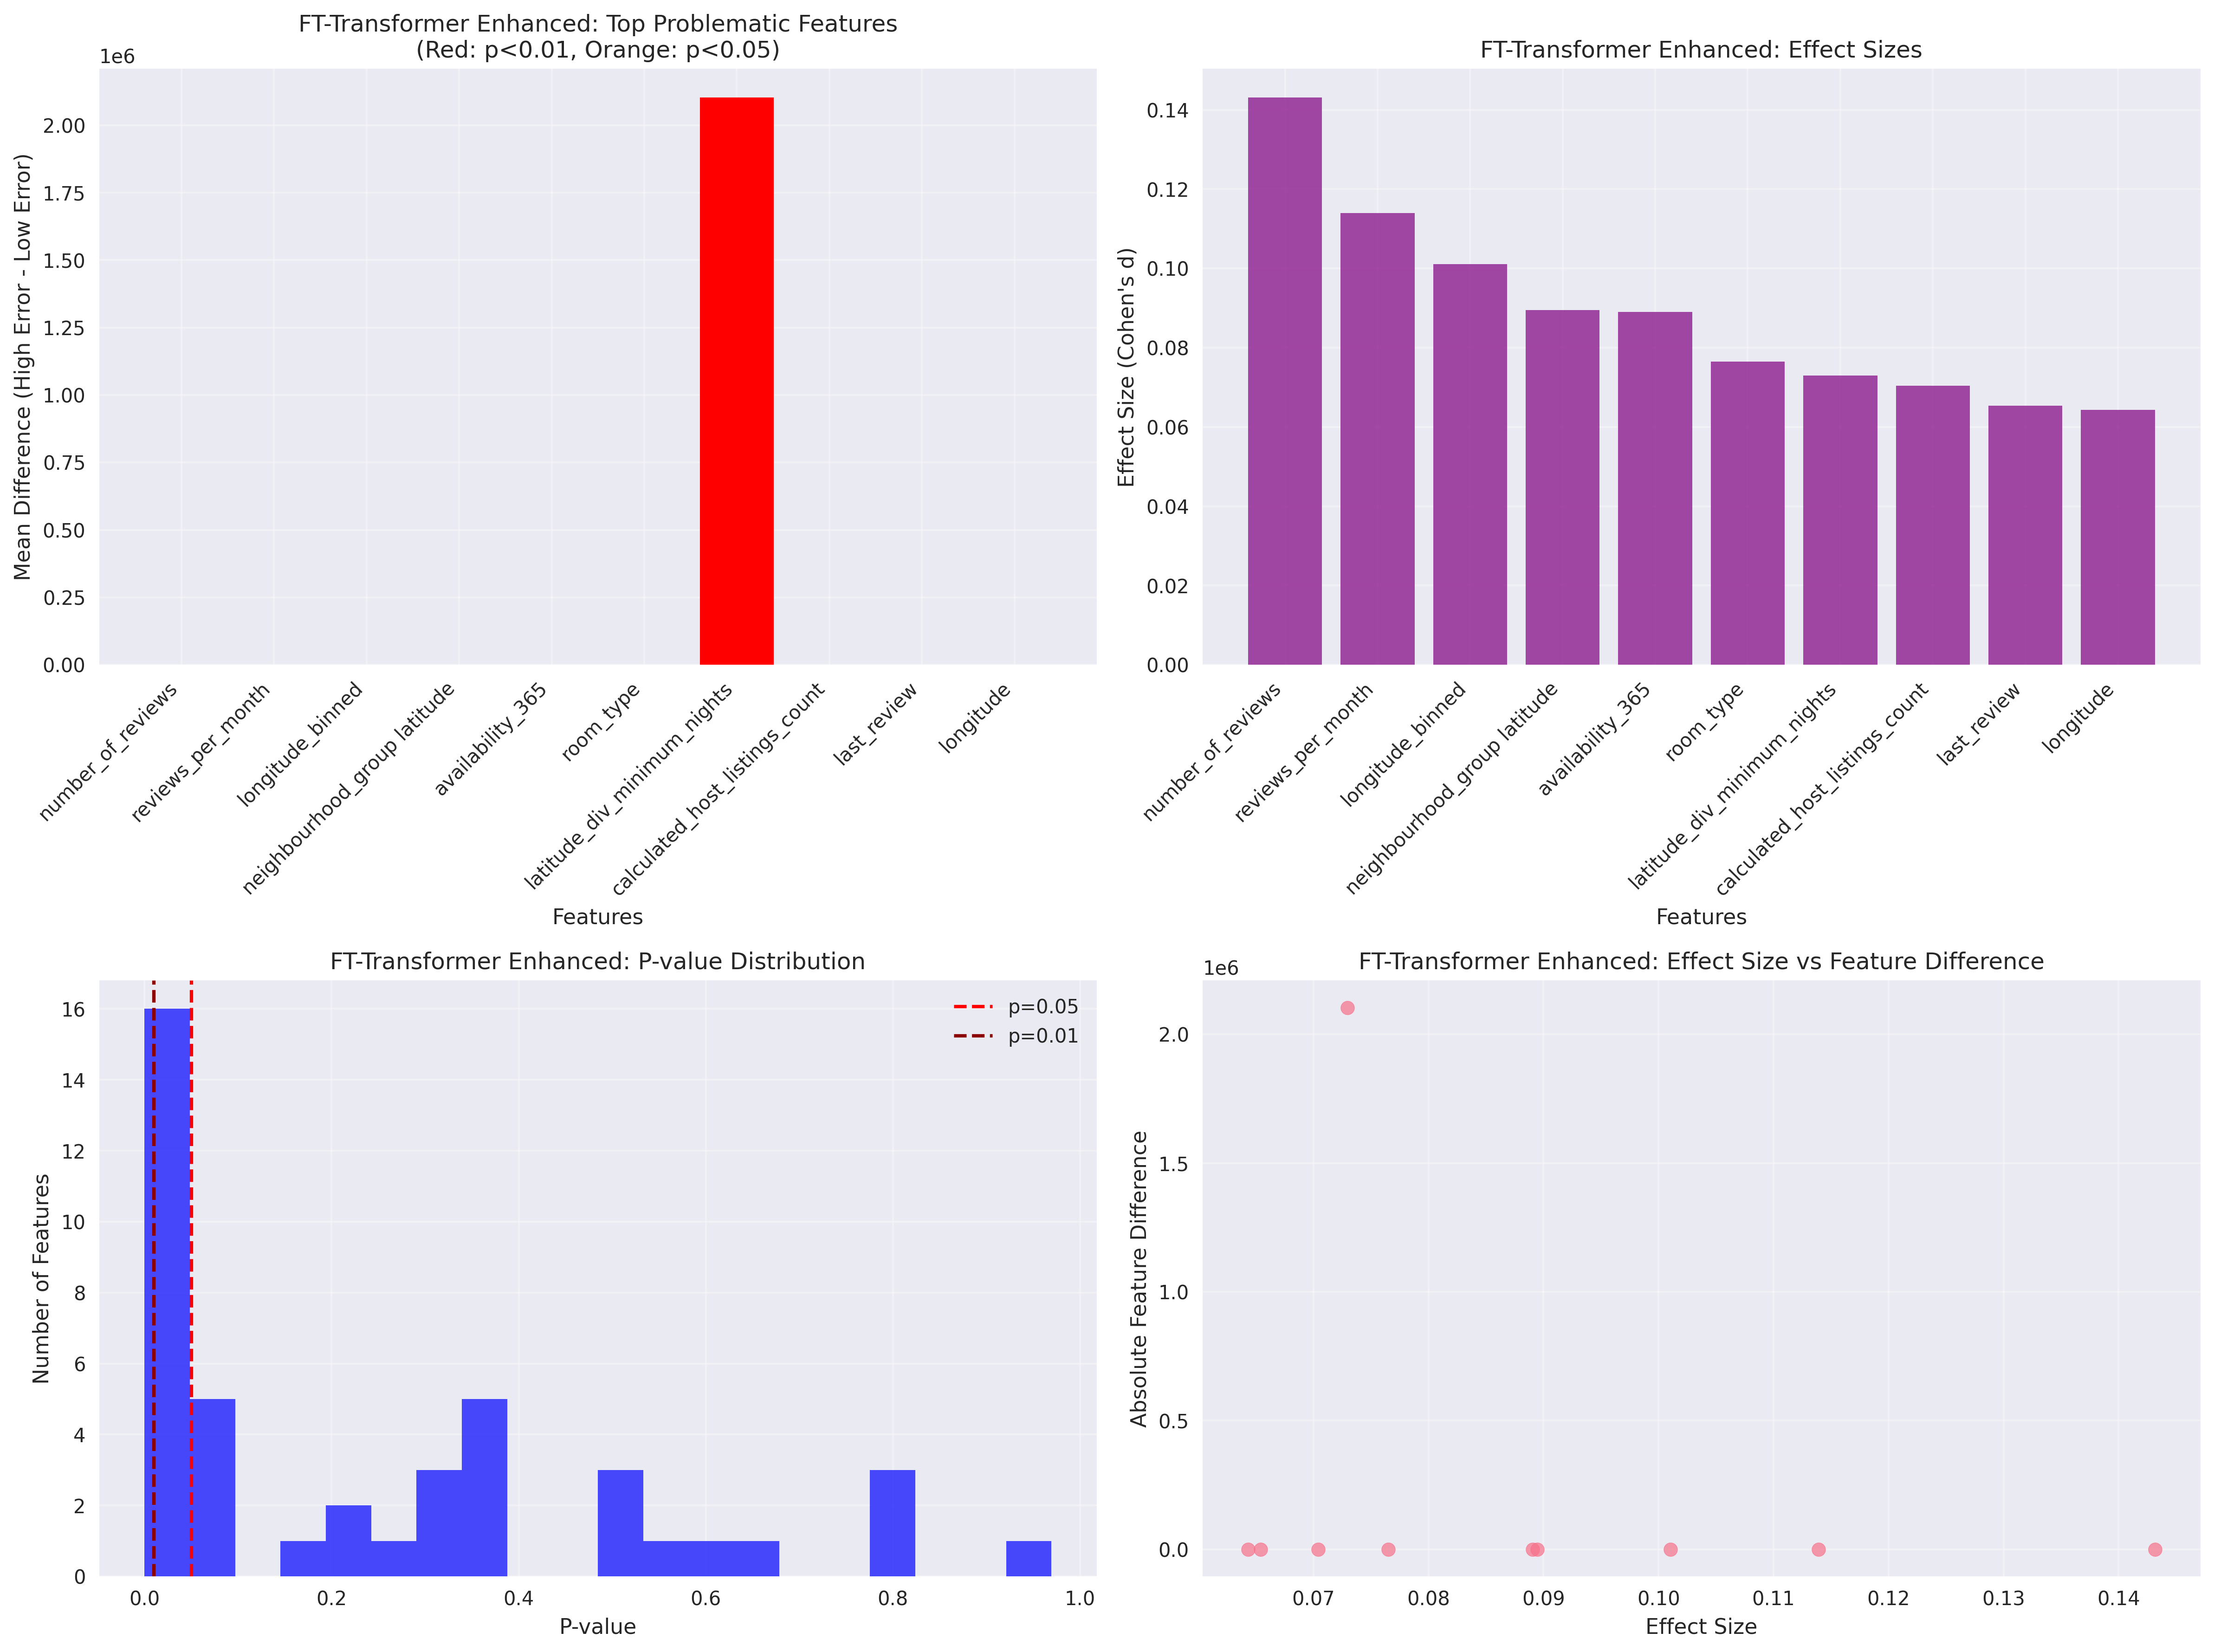 FT-Transformer Enhanced: Top Problematic Features
(Red: p<0.01, Orange: p<0.05)
1e6
2.00
1.75
1.50
1.25
1.00
0.75
0.50
0.25
0.00
Mean Difference (High Error - Low Error)
number_of_reviews
reviews_per_month
longitude_binned
neighbourhood_group latitude
availability_365
room_type
latitude_div_minimum_nights
calculated_host_listings_count
last_review
longitude
Features
FT-Transformer Enhanced: Effect Sizes
0.14
0.12
0.10
0.08
0.06
0.04
0.02
0.00
Effect Size (Cohen's d)
number_of_reviews
reviews_per_month
longitude_binned
neighbourhood_group latitude
availability_365
room_type
latitude_div_minimum_nights
calculated_host_listings_count
last_review
longitude
Features
FT-Transformer Enhanced: P-value Distribution
16
14
12
10
8
6
4
2
0
Number of Features
p=0.05
p=0.01
0.0
0.2
0.4
0.6
0.8
1.0
P-value
FT-Transformer Enhanced: Effect Size vs Feature Difference
1e6
2.0
1.5
1.0
0.5
0.0
Absolute Feature Difference
0.07
0.08
0.09
0.10
0.11
0.12
0.13
0.14
Effect Size